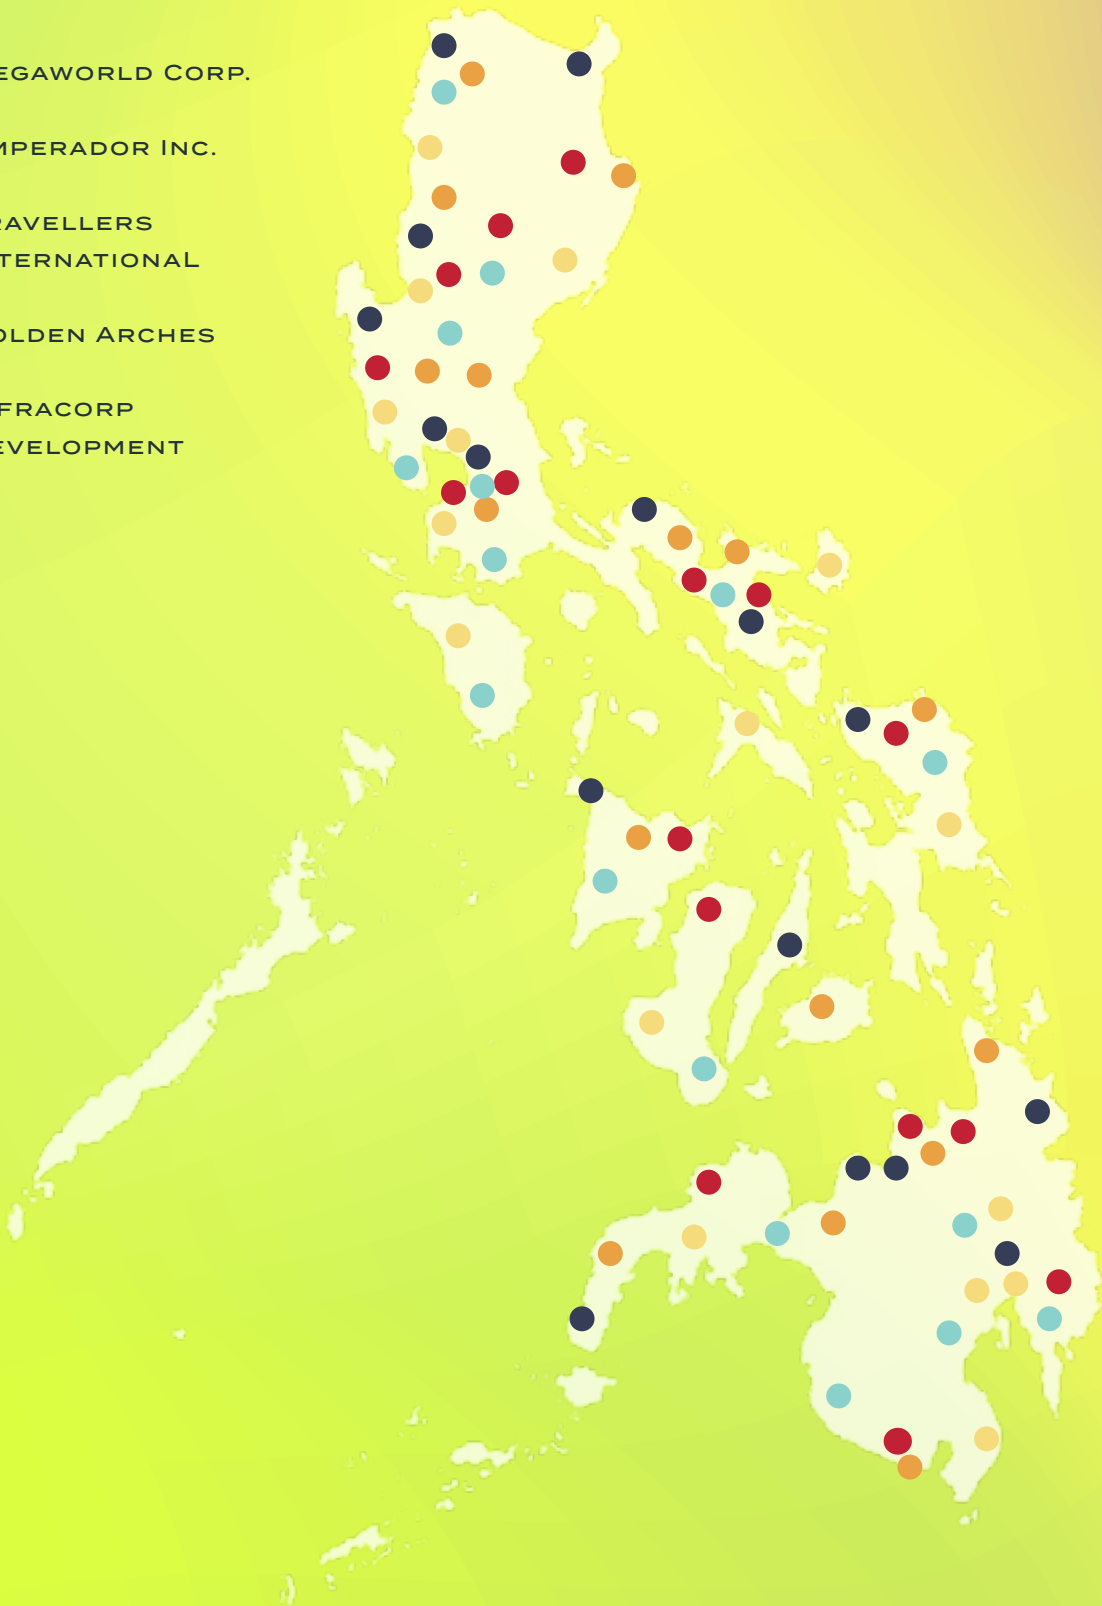 EGAWORLD CORP.
MPERADOR INC.
RAVELLERS
TERNATIONAL
OLDEN ARCHES
FRACORP
EVELOPMENT